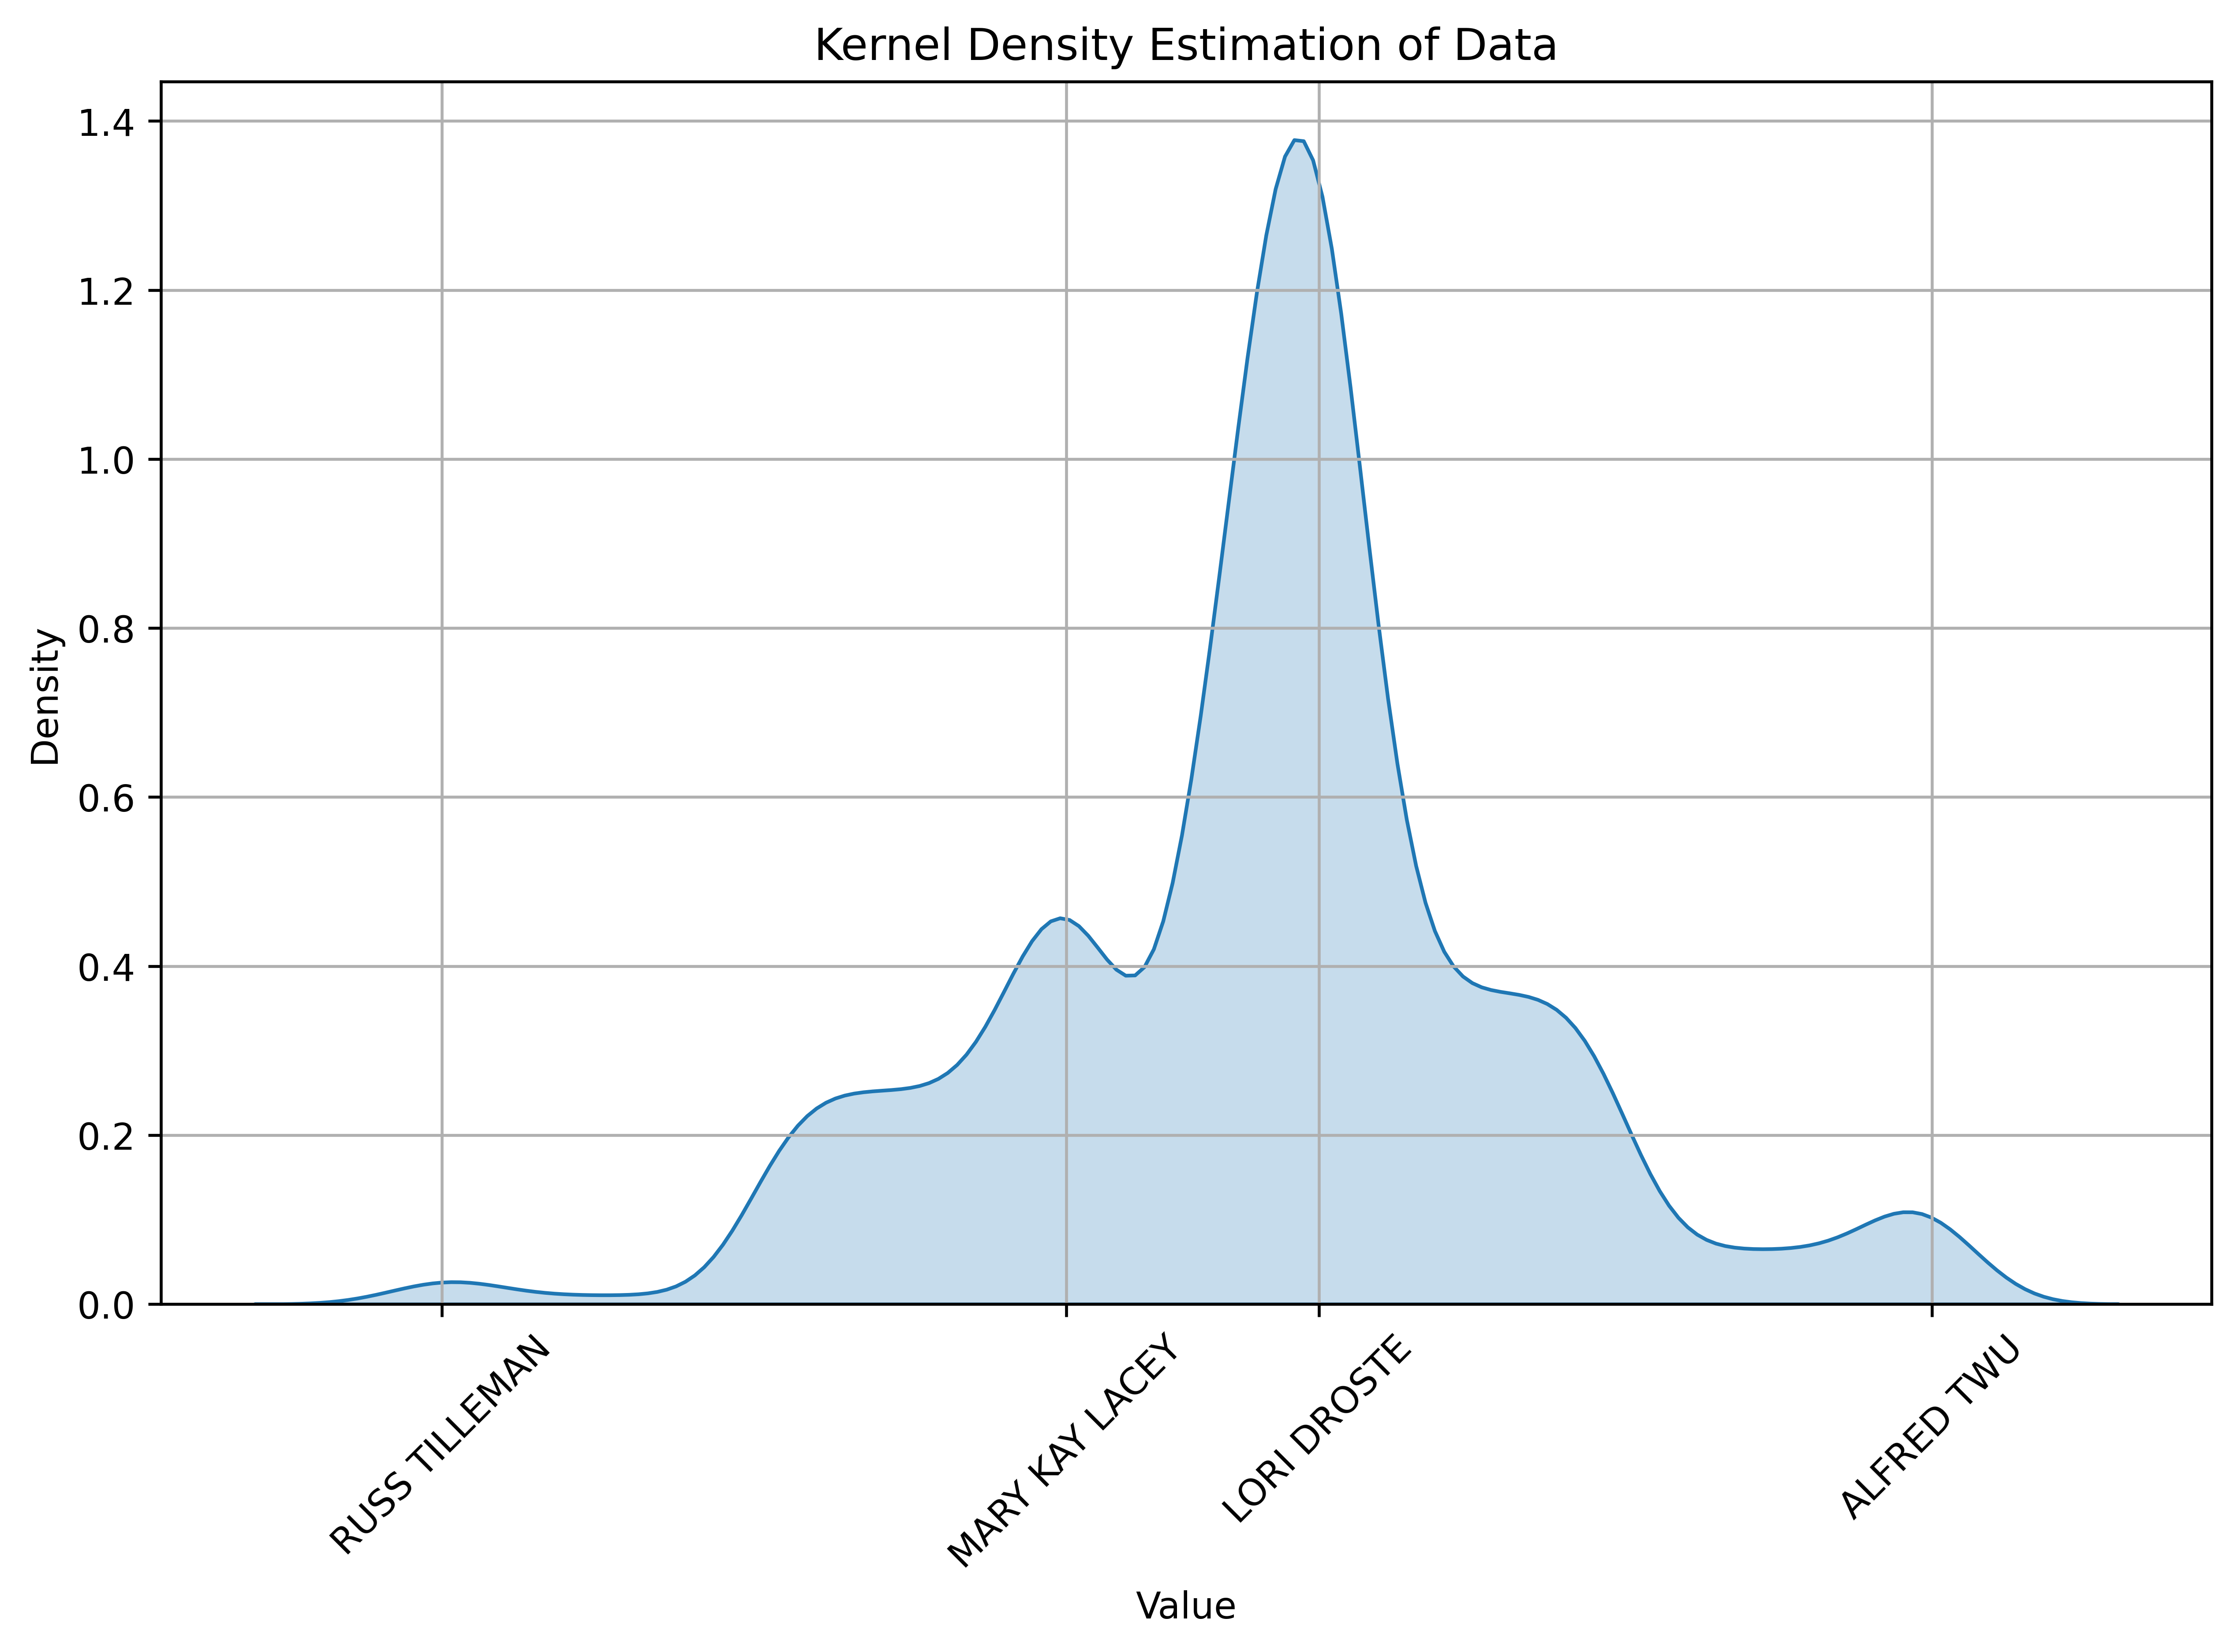 Kernel Density Estimation of Data
1.4
1.2
1.0
0.8
0.6
0.4
0.2
0.0
Density
RUSS TILLEMAN
MARY KAY LACEY
LORI DROSTE
ALFRED TWU
Value